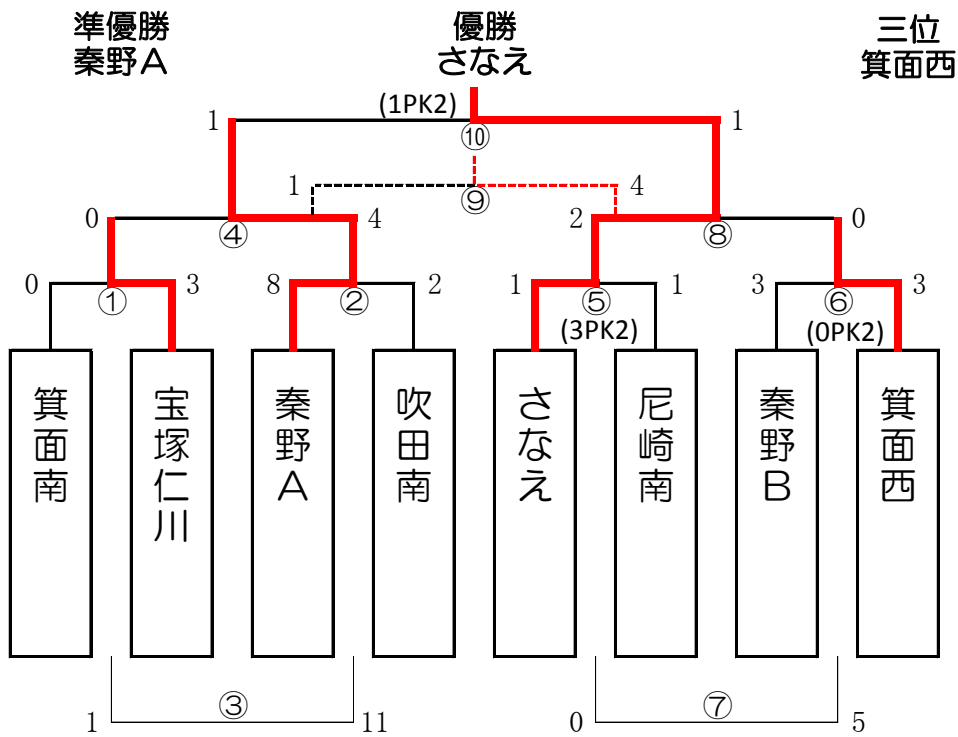 準優勝
秦野A
優勝
さなえ
三位
箕面西
(1PK2)
1
1
⑩
1
4
⑨
0
4
2
0
④
⑧
0
3
8
2
1
1
3
3
①
②
⑤
⑥
(3PK2)
(0PK2)
箕面南
宝塚仁川
秦野A
吹田南
さなえ
尼崎南
秦野B
箕面西
③
⑦
1
11
0
5